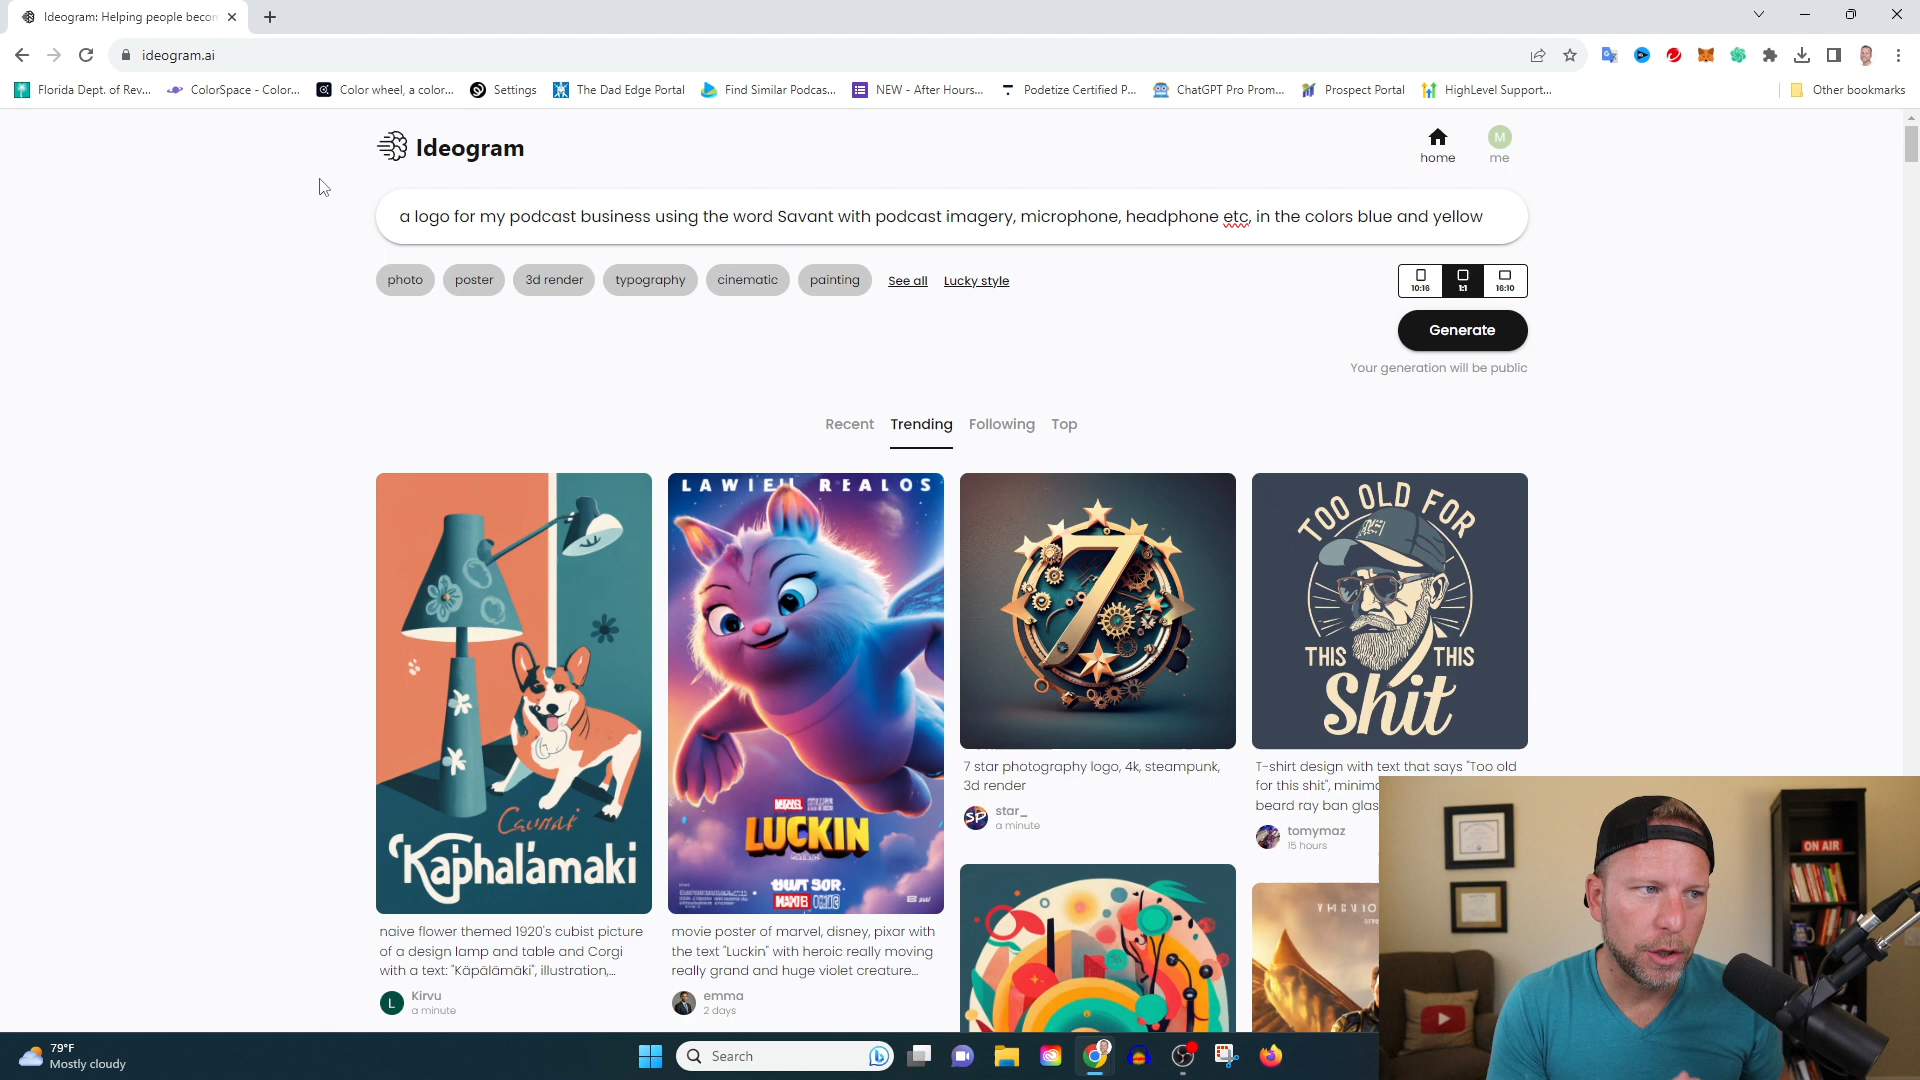 Ideogram: Helping people becom
ideogram.ai
Florida Dept. of Rev...
ColorSpace - Color...
Color wheel, a color...
Settings
The Dad Edge Portal
Find Similar Podcas...
NEW - After Hours...
Podetize Certified P...
ChatGPT Pro Prom...
Prospect Portal
HighLevel Support...
Other bookmarks
Ideogram
home
M
me
a logo for my podcast business using the word Savant with podcast imagery, microphone, headphone etc, in the colors blue and yellow
photo
poster
3d render
typography
cinematic
painting
See all
Lucky style
10:16
1:1
16:10
Generate
Your generation will be public
Recent
Trending
Following
Top
Kaphalamaki
naive flower themed 1920's cubist picture
of a design lamp and table and Corgi
with a text: "Käpälämäki", illustration,...
L
Kirvu
a minute
LAWIEU REALOS
MARVEL
LUCKIN
movie poster of marvel, disney, pixar with
the text "Luckin" with heroic really moving
really grand and huge violet creature...
emma
2 days
7
7 star photography logo, 4k, steampunk,
3d render
SP
star_
a minute
TOO OLD FOR
THIS THIS
Shit
T-shirt design with text that says "Too old
for this shit", minima
beard ray ban glas
tomymaz
15 hours
ON AIR
79°F
Mostly cloudy
Search